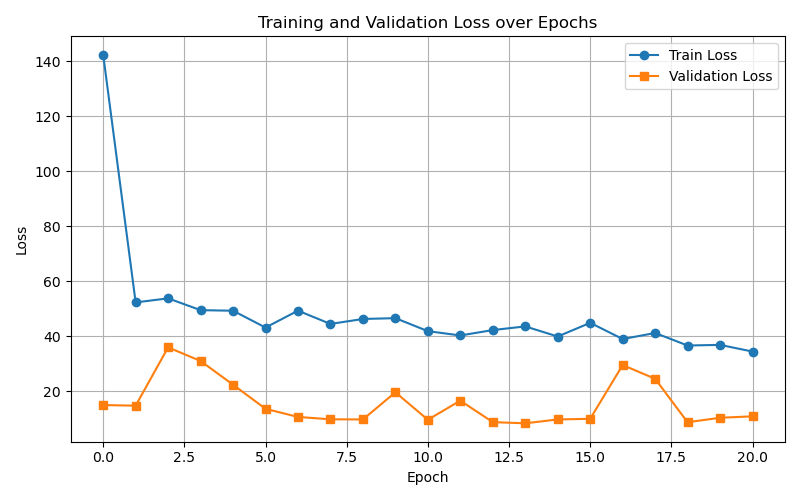 Training and Validation Loss over Epochs
Train Loss
Validation Loss
140
120
100
80
60
40
20
Loss
0.0 2.5 5.0 7.5 10.0 12.5 15.0 17.5 20.0
Epoch